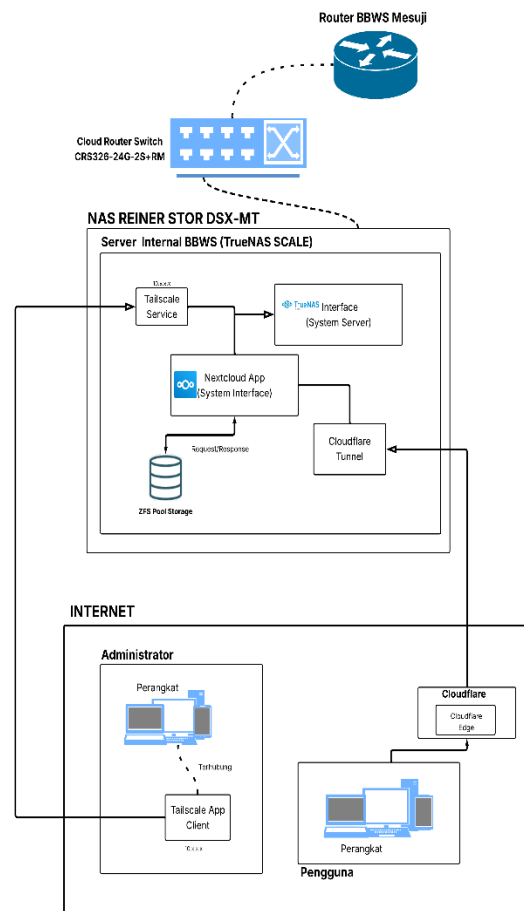 Router BBWS Mesuji
Cloud Router Switch
CRS326-24G-2S+RM
NAS REINER STOR DSX-MT
Server Internal BBWS (TrueNAS SCALE)
10.x.x.x
Tailscale
Service
TrueNAS Interface
(System Server)
Nextcloud App
(System Interface)
Request/Response
Cloudflare
Tunnel
ZFS Pool Storage
INTERNET
Administrator
Perangkat
Terhubung
Tailscale App
Client
10.x.x.x
Cloudflare
Cloudflare
Edge
Perangkat
Pengguna